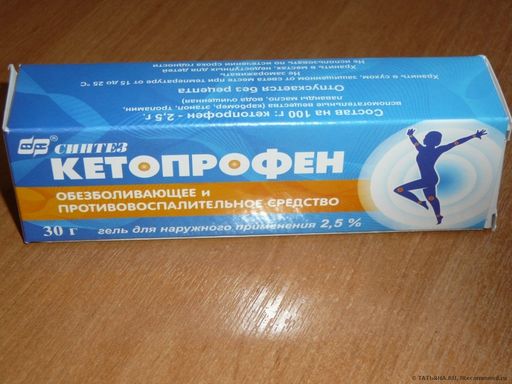 Хранить в сухом, защищенном от света месте при температуре от 15 до 25 °С
Не замораживать
Хранить в местах, недоступных для детей
Не использовать по истечении срока годности
Отпускается без рецепта
Состав на 100 г: кетопрофен - 2,5 г,
вспомогательные вещества (карбомер, этанол, троламин,
лаванды масло, вода очищенная)
СИНТЕЗ
КЕТОПРОФЕН
ОБЕЗБОЛИВАЮЩЕЕ и
ПРОТИВОВОСПАЛИТЕЛЬНОЕ СРЕДСТВО
30 г
гель для наружного применения 2,5 %
© ТАТЬЯНА.RU, IRecommend.ru